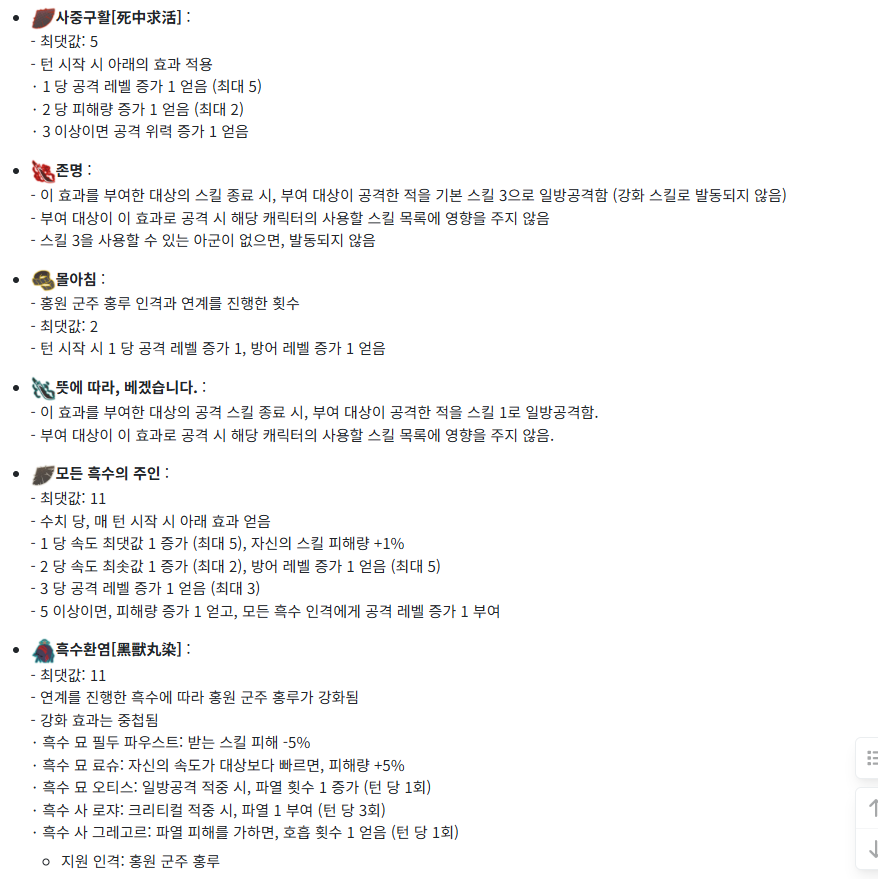 사중구활[死中求活] :
- 최댓값: 5
- 턴 시작 시 아래의 효과 적용
· 1 당 공격 레벨 증가 1 얻음 (최대 5)
· 2 당 피해량 증가 1 얻음 (최대 2)
· 3 이상이면 공격 위력 증가 1 얻음
존명 :
- 이 효과를 부여한 대상의 스킬 종료 시, 부여 대상이 공격한 적을 기본 스킬 3으로 일방공격함 (강화 스킬로 발동되지 않음)
- 부여 대상이 이 효과로 공격 시 해당 캐릭터의 사용할 스킬 목록에 영향을 주지 않음
- 스킬 3을 사용할 수 있는 아군이 없으면, 발동되지 않음
몰아침 :
- 홍원 군주 홍루 인격과 연계를 진행한 횟수
- 최댓값: 2
- 턴 시작 시 1 당 공격 레벨 증가 1, 방어 레벨 증가 1 얻음
뜻에 따라, 베겠습니다. :
- 이 효과를 부여한 대상의 공격 스킬 종료 시, 부여 대상이 공격한 적을 스킬 1로 일방공격함.
- 부여 대상이 이 효과로 공격 시 해당 캐릭터의 사용할 스킬 목록에 영향을 주지 않음.
모든 흑수의 주인 :
- 최댓값: 11
- 수치 당, 매 턴 시작 시 아래 효과 얻음
- 1 당 속도 최댓값 1 증가 (최대 5), 자신의 스킬 피해량 +1%
- 2 당 속도 최솟값 1 증가 (최대 2), 방어 레벨 증가 1 얻음 (최대 5)
- 3 당 공격 레벨 증가 1 얻음 (최대 3)
- 5 이상이면, 피해량 증가 1 얻고, 모든 흑수 인격에게 공격 레벨 증가 1 부여
흑수환염[黑獸丸染] :
- 최댓값: 11
- 연계를 진행한 흑수에 따라 홍원 군주 홍루가 강화됨
- 강화 효과는 중첩됨
· 흑수 묘 필두 파우스트: 받는 스킬 피해 -5%
· 흑수 묘 료슈: 자신의 속도가 대상보다 빠르면, 피해량 +5%
· 흑수 묘 오티스: 일방공격 적중 시, 파열 횟수 1 증가 (턴 당 1회)
· 흑수 사 로쟈: 크리티컬 적중 시, 파열 1 부여 (턴 당 3회)
· 흑수 사 그레고르: 파열 피해를 가하면, 호흡 횟수 1 얻음 (턴 당 1회)
지원 인격: 홍원 군주 홍루